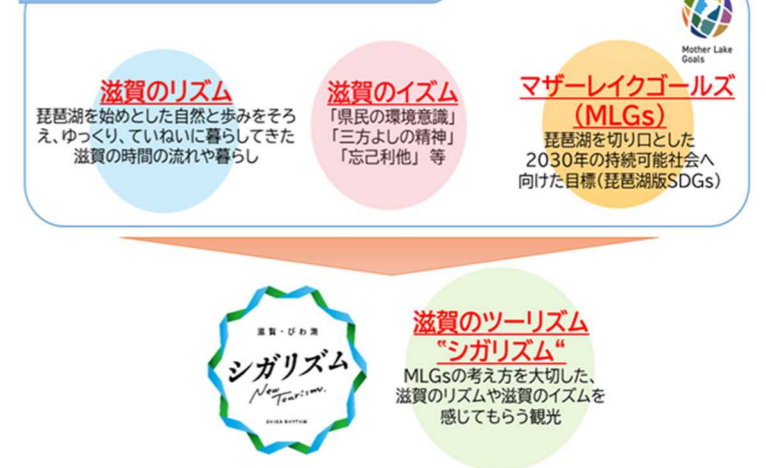 Mother Lake
Goals
滋賀のリズム
琵琶湖を始めとした自然と歩みをそろ
え、ゆっくり、ていねいに暮らしてきた
滋賀の時間の流れや暮らし
滋賀のイズム
「県民の環境意識」
「三方よしの精神」
「忘己利他」 等
マザーレイクゴールズ
(MLGs)
琵琶湖を切り口とした
2030年の持続可能社会へ
向けた目標(琵琶湖版SDGs)
滋賀・びわ湖
シガリズム
New
Tourism.
SHIGA RHYTHM
滋賀のツーリズム
〝シガリズム“
MLGsの考え方を大切した、
滋賀のリズムや滋賀のイズムを
感じてもらう観光